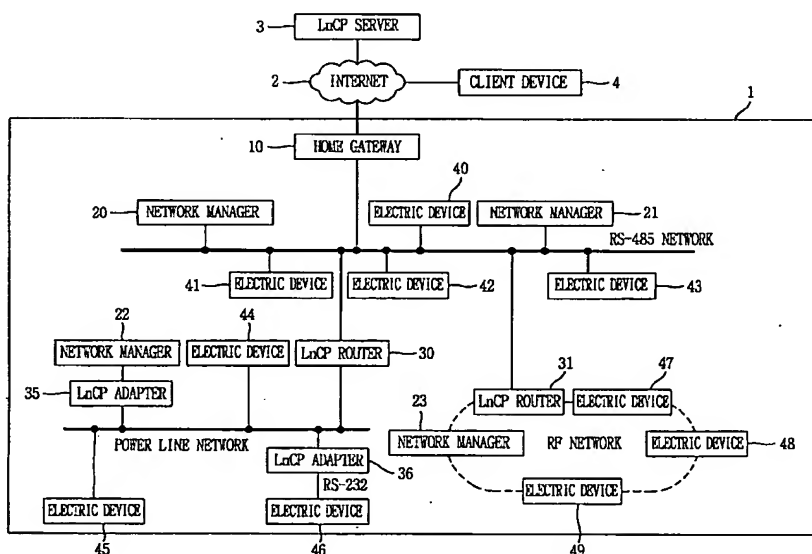 3
LnCP SERVER
2
INTERNET
CLIENT DEVICE
4
1
10
HOME GATEWAY
40
20
NETWORK MANAGER
ELECTRIC DEVICE
NETWORK MANAGER
21
RS-485 NETWORK
41
ELECTRIC DEVICE
ELECTRIC DEVICE
42
ELECTRIC DEVICE
43
22
44
NETWORK MANAGER
ELECTRIC DEVICE
LnCP ROUTER
30
31
47
35
LnCP ADAPTER
23
LnCP ROUTER
ELECTRIC DEVICE
POWER LINE NETWORK
NETWORK MANAGER
RF NETWORK
ELECTRIC DEVICE
48
LnCP ADAPTER
36
RS-232
ELECTRIC DEVICE
ELECTRIC DEVICE
ELECTRIC DEVICE
45
46
49